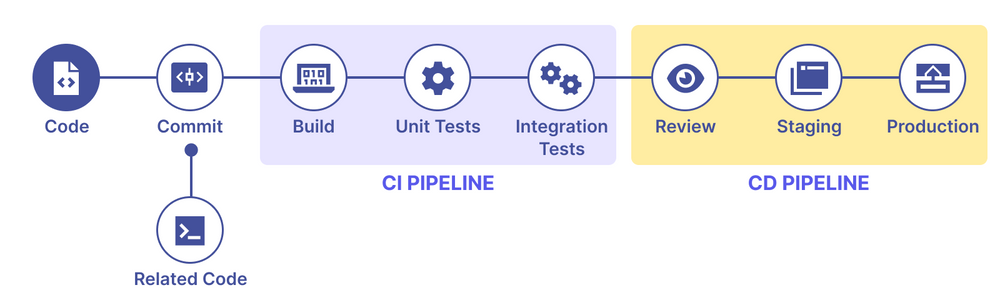 Code
Commit
Build
Unit Tests
Integration
Tests
Review
Staging
Production
CI PIPELINE
CD PIPELINE
Related Code